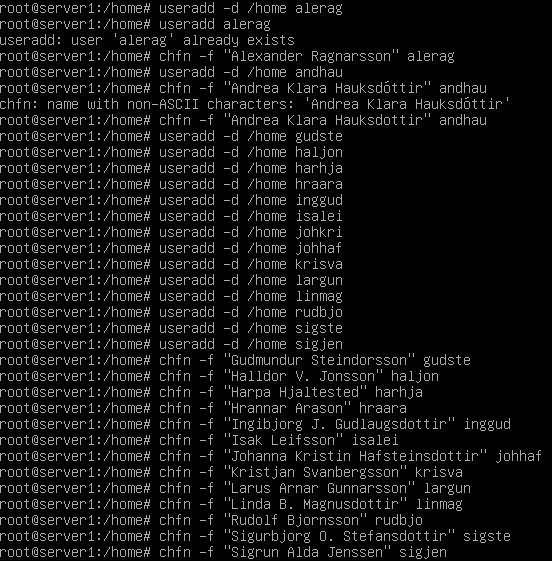 root@server1:/home# useradd -d /home alerag
root@server1:/home# useradd alerag
useradd: user 'alerag' already exists
root@server1:/home# chfn -f "Alexander Ragnarsson" alerag
root@server1:/home# useradd -d /home andhau
root@server1:/home# chfn -f "Andrea Klara Hauksdóttir" andhau
chfn: name with non-ASCII characters: 'Andrea Klara Hauksdóttir'
root@server1:/home# chfn -f "Andrea Klara Hauksdottir" andhau
root@server1:/home# useradd -d /home gudste
root@server1:/home# useradd -d /home haljon
root@server1:/home# useradd -d /home harhja
root@server1:/home# useradd -d /home hraara
root@server1:/home# useradd -d /home inggud
root@server1:/home# useradd -d /home isalei
root@server1:/home# useradd -d /home johkri
root@server1:/home# useradd -d /home johhaf
root@server1:/home# useradd -d /home krisva
root@server1:/home# useradd -d /home largun
root@server1:/home# useradd -d /home linmag
root@server1:/home# useradd -d /home rudbjo
root@server1:/home# useradd -d /home sigste
root@server1:/home# useradd -d /home sigjen
root@server1:/home# chfn -f "Gudmundur Steindorsson" gudste
root@server1:/home# chfn -f "Halldor V. Jonsson" haljon
root@server1:/home# chfn -f "Harpa Hjaltested" harhja
root@server1:/home# chfn -f "Hrannar Arason" hraara
root@server1:/home# chfn -f "Ingibjorg J. Gudlaugsdottir" inggud
root@server1:/home# chfn -f "Isak Leifsson" isalei
root@server1:/home# chfn -f "Johanna Kristin Hafsteinsdottir" johhaf
root@server1:/home# chfn -f "Kristjan Svanbergsson" krisva
root@server1:/home# chfn -f "Larus Arnar Gunnarsson" largun
root@server1:/home# chfn -f "Linda B. Magnusdottir" linmag
root@server1:/home# chfn -f "Rudolf Bjornsson" rudbjo
root@server1:/home# chfn -f "Sigurbjorg O. Stefansdottir" sigste
root@server1:/home# chfn -f "Sigrun Alda Jenssen" sigjen